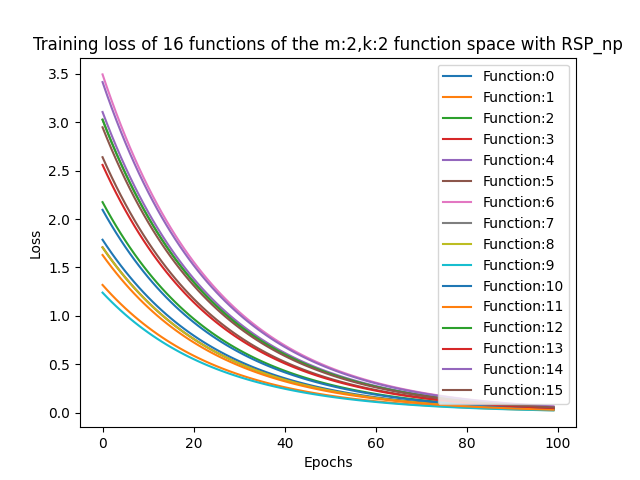 Training loss of 16 functions of the m:2,k:2 function space with RSP_np
3.5
3.0
2.5
2.0
1.5
1.0
0.5
0.0
Loss
0
20
40
60
80
100
Epochs
Function:0
Function:1
Function:2
Function:3
Function:4
Function:5
Function:6
Function:7
Function:8
Function:9
Function:10
Function:11
Function:12
Function:13
Function:14
Function:15